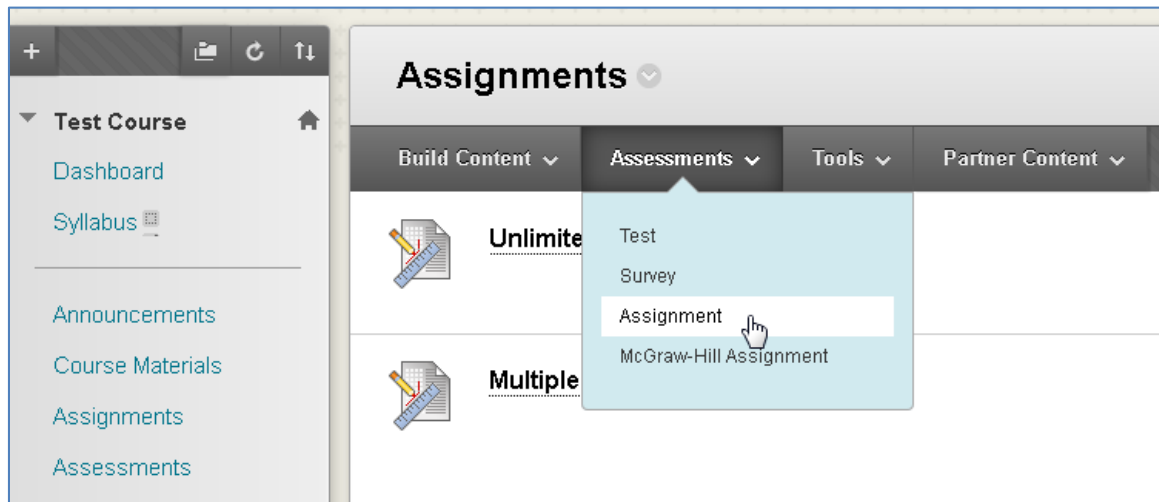 Test Course
Dashboard
Syllabus
Announcements
Course Materials
Assignments
Assessments
Assignments
Build Content
Assessments
Tools
Partner Content
Unlimite
Test
Survey
Assignment
McGraw-Hill Assignment
Multiple